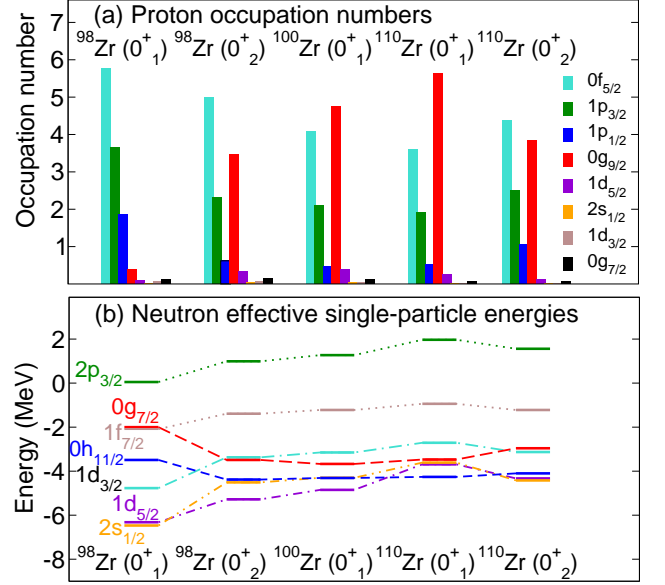 (a) Proton occupation numbers
Occupation number
7
6
5
4
3
2
1
⁹⁸Zr (0⁺₁) ⁹⁸Zr (0⁺₂) ¹⁰⁰Zr (0⁺₁) ¹¹⁰Zr (0⁺₁) ¹¹⁰Zr (0⁺₂)
0f₅/₂
1p₃/₂
1p₁/₂
0g₉/₂
1d₅/₂
2s₁/₂
1d₃/₂
0g₇/₂
(b) Neutron effective single-particle energies
Energy (MeV)
2
0
-2
-4
-6
-8
2p₃/₂
0g₇/₂
1f₇/₂
0h₁₁/₂
1d₃/₂
1d₅/₂
2s₁/₂
⁹⁸Zr (0⁺₁) ⁹⁸Zr (0⁺₂) ¹⁰⁰Zr (0⁺₁) ¹¹⁰Zr (0⁺₁) ¹¹⁰Zr (0⁺₂)